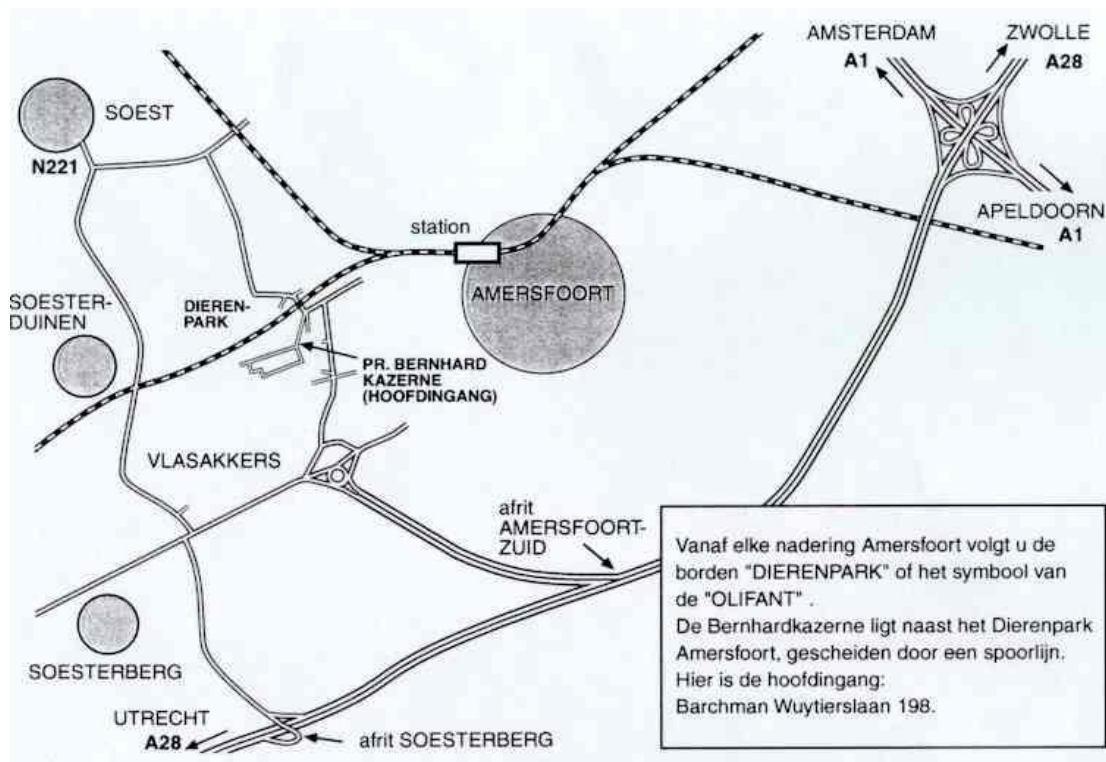 AMSTERDAM
A1
ZWOLLE
A28
SOEST
N221
APELDOORN
A1
station
AMERSFOORT
SOESTER-
DUINEN
DIEREN-
PARK
PR. BERNHARD
KAZERNE
(HOOFDINGANG)
VLASAKKERS
afrit
AMERSFOORT-
ZUID
SOESTERBERG
UTRECHT
A28
afrit SOESTERBERG
Vanaf elke nadering Amersfoort volgt u de
borden "DIERENPARK" of het symbool van
de "OLIFANT" .
De Bernhardkazerne ligt naast het Dierenpark
Amersfoort, gescheiden door een spoorlijn.
Hier is de hoofdingang:
Barchman Wuytierslaan 198.